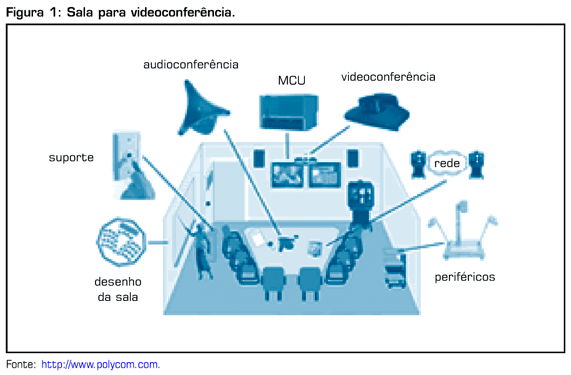 Figura 1: Sala para videoconferência.
audioconferência
MCU
videoconferência
suporte
rede
desenho
da sala
periféricos
Fonte: http://www.polycom.com.